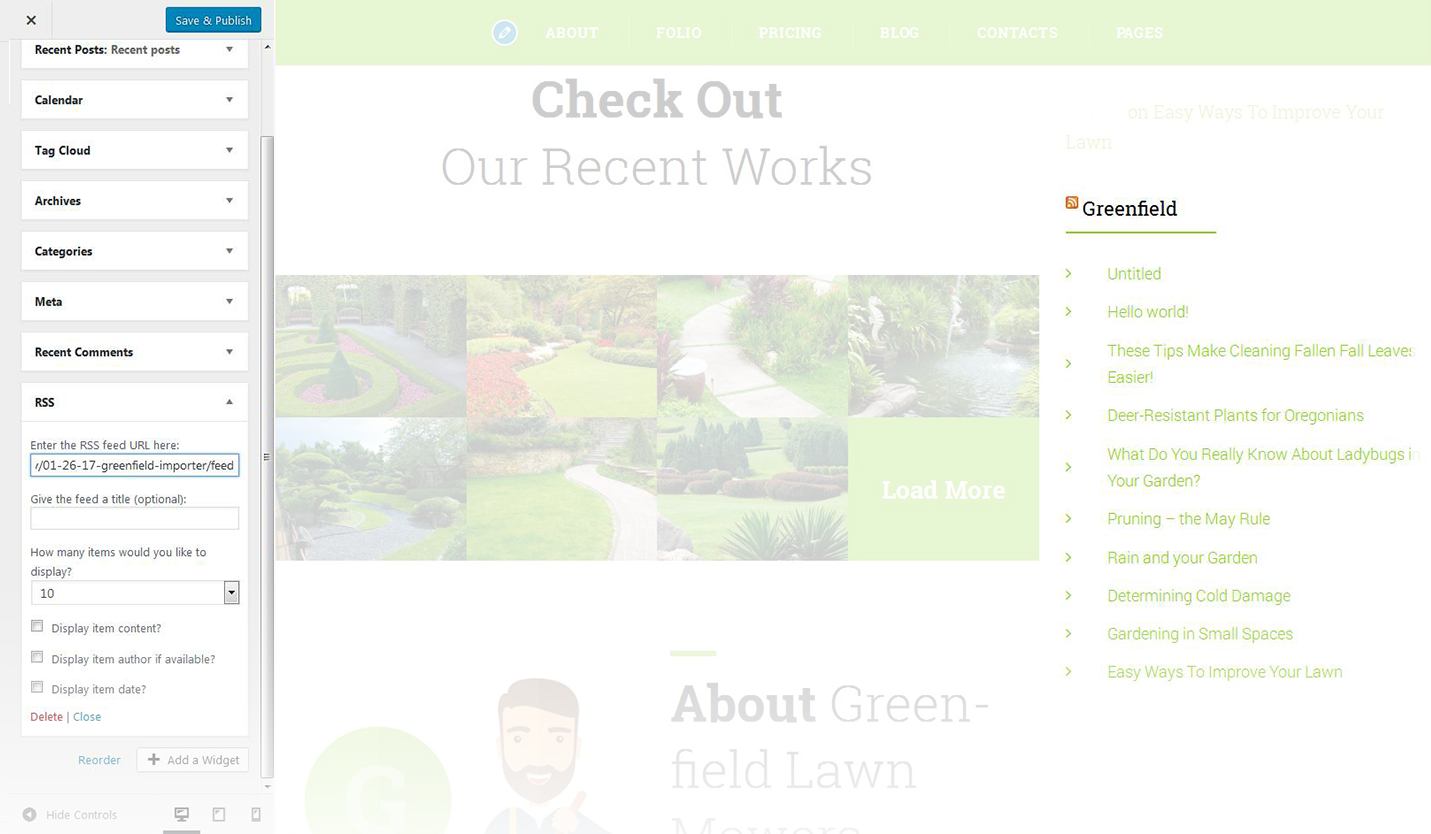 Save & Publish
Recent Posts: Recent posts
Calendar
Tag Cloud
Archives
Categories
Meta
Recent Comments
RSS
Enter the RSS feed URL here:
/01-26-17-greenfield-importer/feed
Give the feed a title (optional):
How many items would you like to
display?
10
Display item content?
Display item author if available?
Display item date?
Delete | Close
Reorder
Add a Widget
Hide Controls
ABOUT
FOLIO
PRICING
BLOG
CONTACTS
PAGES
Check Out
Our Recent Works
Load More
About Green-
field Lawn
Mowers
G
on Easy Ways To Improve Your
Lawn
Greenfield
Untitled
Hello world!
These Tips Make Cleaning Fallen Fall Leaves
Easier!
Deer-Resistant Plants for Oregonians
What Do You Really Know About Ladybugs in
Your Garden?
Pruning – the May Rule
Rain and your Garden
Determining Cold Damage
Gardening in Small Spaces
Easy Ways To Improve Your Lawn